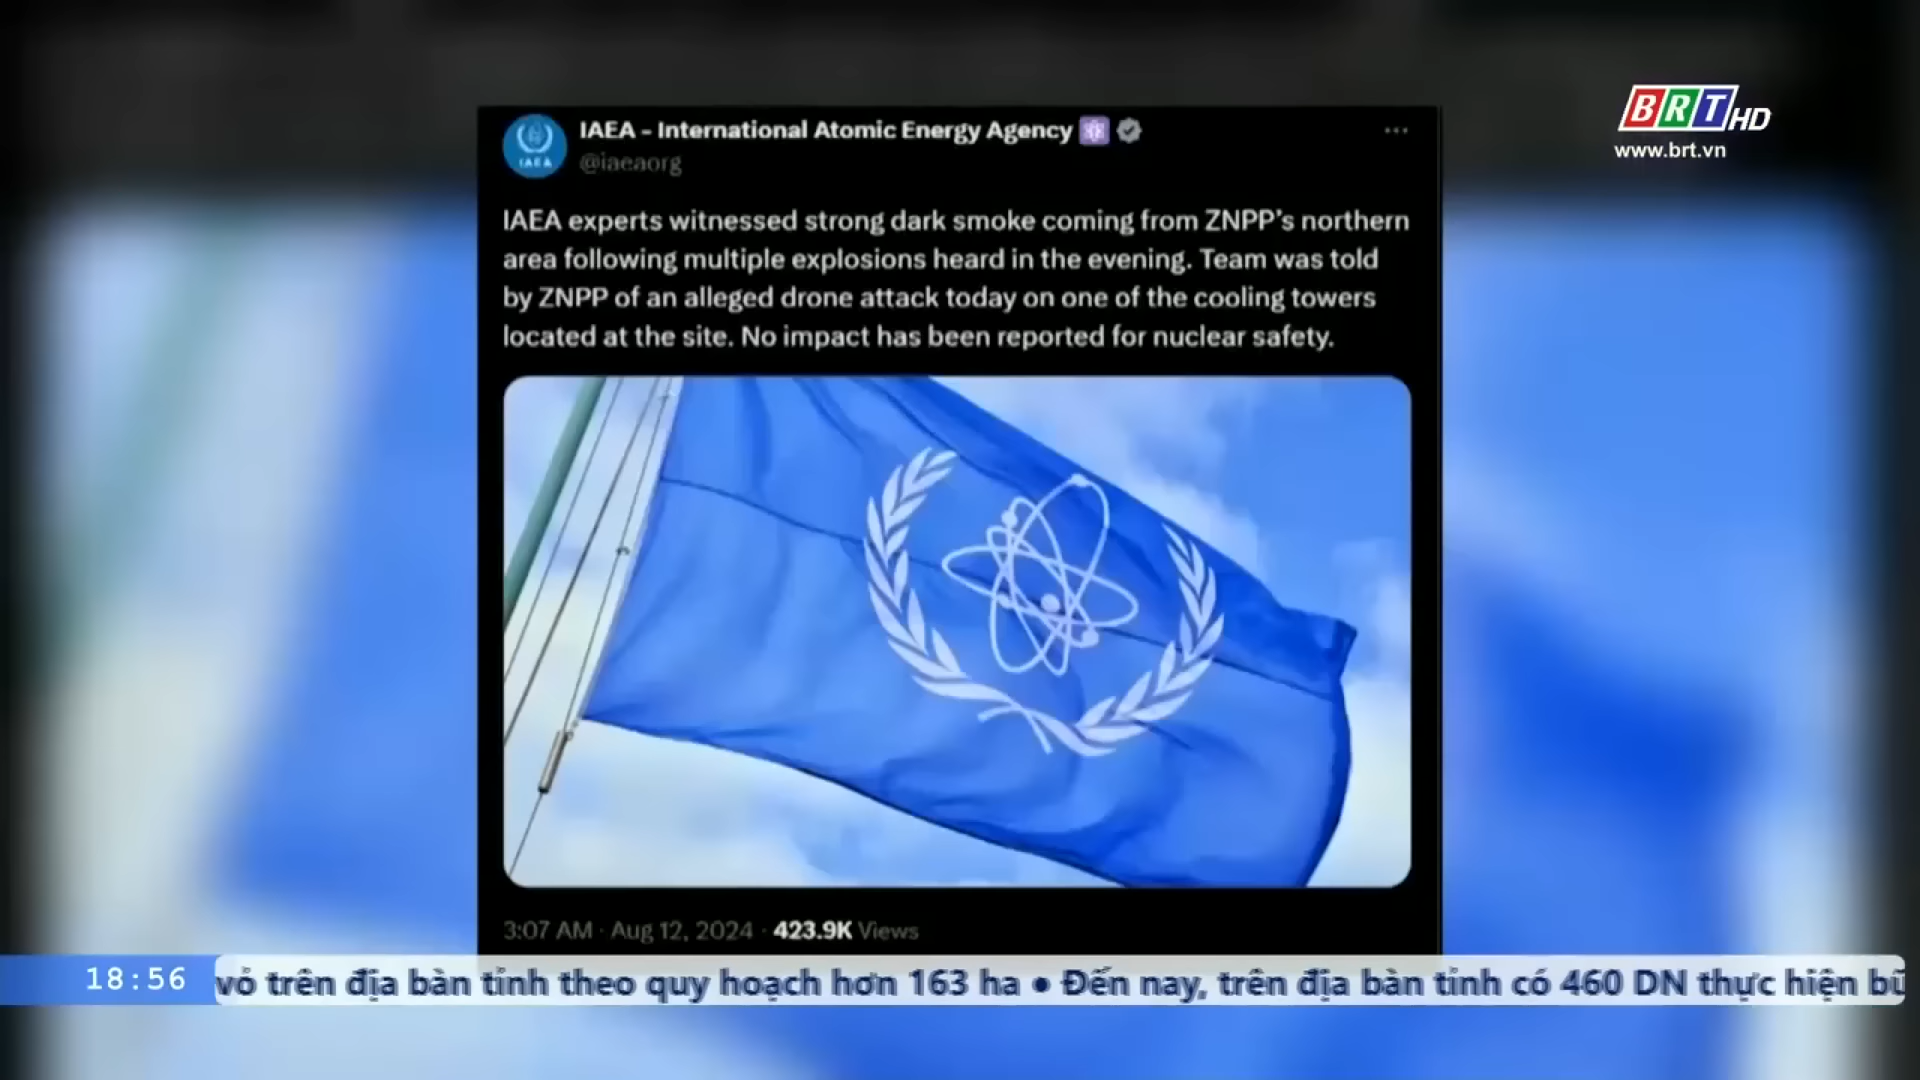 BRT HD
www.brt.vn
IAEA - International Atomic Energy Agency
@iaeaorg
IAEA
IAEA experts witnessed strong dark smoke coming from ZNPP's northern
area following multiple explosions heard in the evening. Team was told
by ZNPP of an alleged drone attack today on one of the cooling towers
located at the site. No impact has been reported for nuclear safety.
3:07 AM · Aug 12, 2024 · 423.9K Views
18:56
vỏ trên địa bàn tỉnh theo quy hoạch hơn 163 ha ● Đến nay, trên địa bàn tỉnh có 460 DN thực hiện